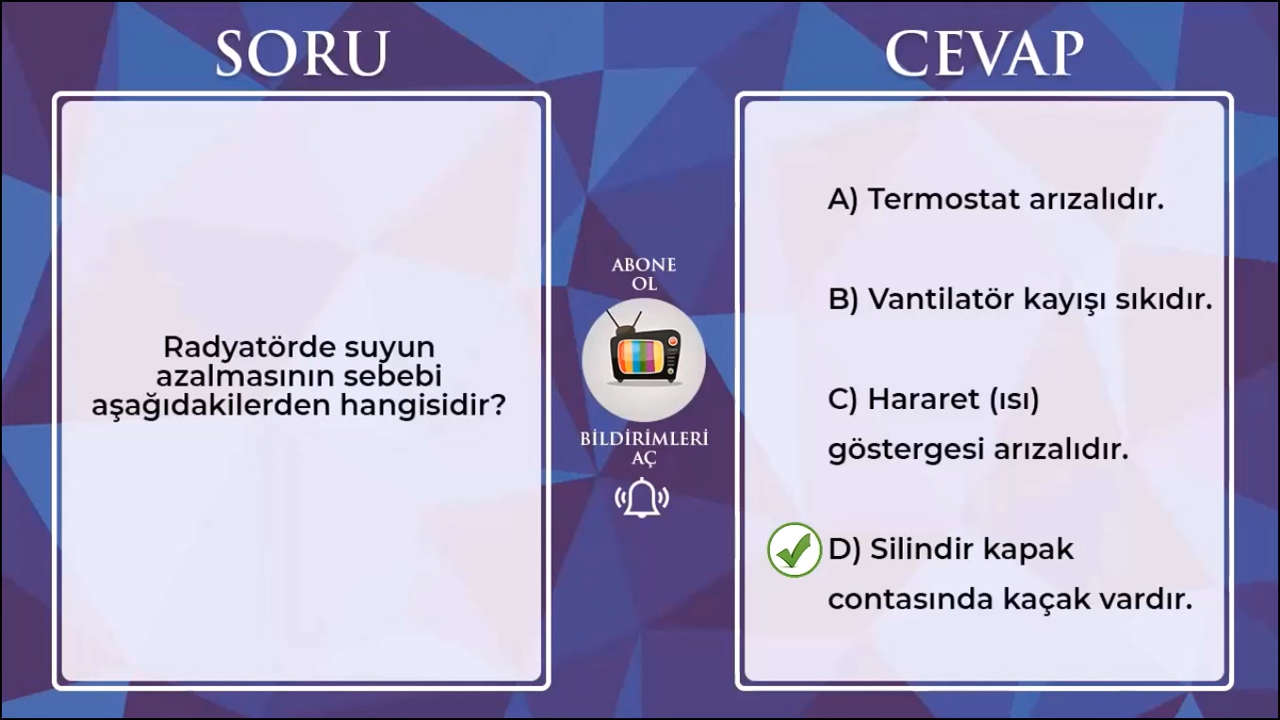 SORU
Radyatörde suyun
azalmasının sebebi
aşağıdakilerden hangisidir?
ABONE
OL
BİLDİRİMLERİ
AÇ
CEVAP
A) Termostat arızalıdır.
B) Vantilatör kayışı sıkıdır.
C) Hararet (ısı)
göstergesi arızalıdır.
D) Silindir kapak
contasında kaçak vardır.